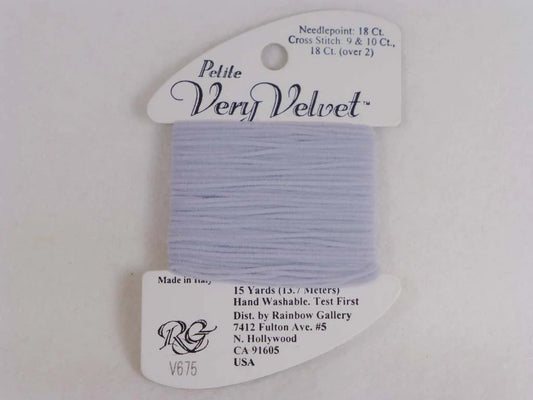 Needlepoint: 18 Ct.
Cross Stitch: 9 & 10 Ct.,
18 Ct. (over 2)
Petite
Very Velvet™
Made in Italy
15 Yards (13.7 Meters)
Hand Washable. Test First
Dist. by Rainbow Gallery
7412 Fulton Ave. #5
N. Hollywood
CA 91605
USA
RG
V675